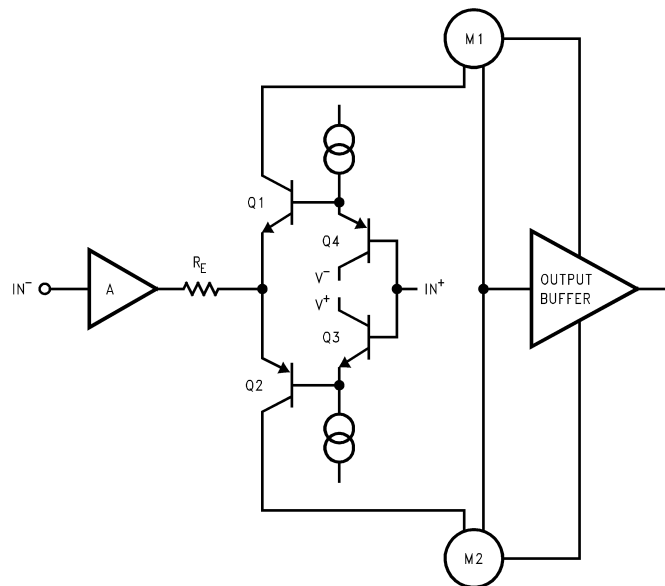 M1
Q1
Q4
R_E
V⁻
IN⁻
A
IN⁺
OUTPUT
BUFFER
V⁺
Q3
Q2
M2